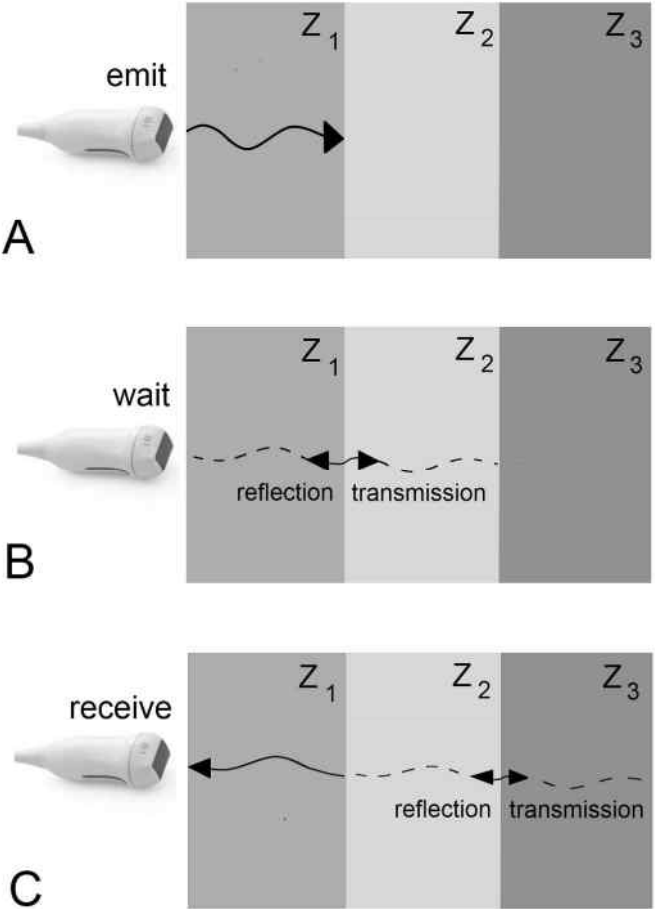 Z1 Z2 Z3
emit
A
Z1 Z2 Z3
wait
reflection transmission
B
Z1 Z2 Z3
receive
reflection transmission
C